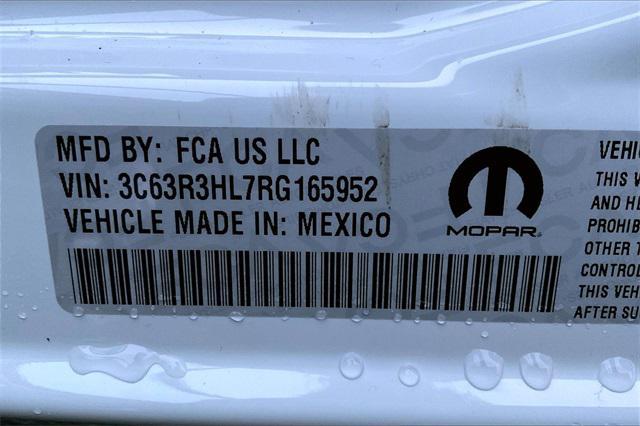 MFD BY: FCA US LLC
VIN: 3C63R3HL7RG165952
VEHICLE MADE IN: MEXICO
MOPAR
VEHI
THIS V
AND HE
PROHIB
OTHER T
CONTROL
THIS VEH
AFTER SU